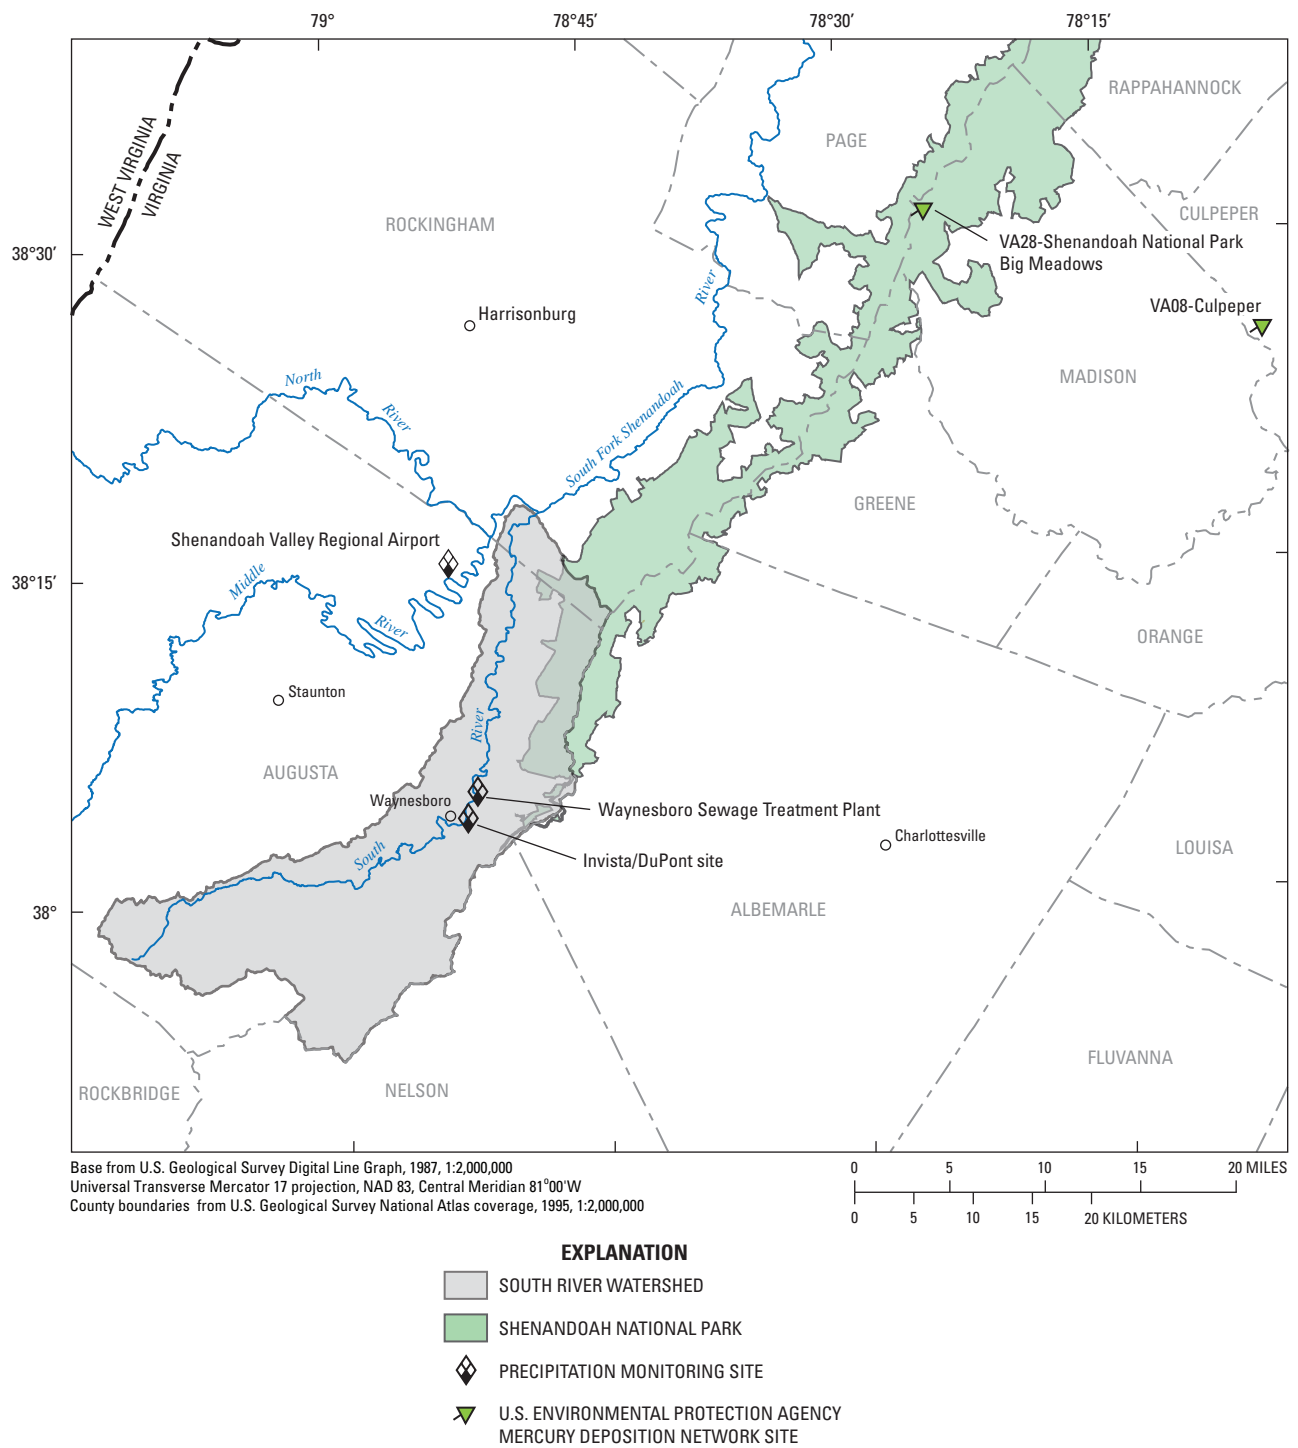 79°
78°45′
78°30′
78°15′
WEST VIRGINIA
VIRGINIA
RAPPAHANNOCK
PAGE
CULPEPER
ROCKINGHAM
VA28-Shenandoah National Park
Big Meadows
38°30′
River
VA08-Culpeper
Harrisonburg
MADISON
North
River
South Fork Shenandoah
GREENE
Shenandoah Valley Regional Airport
38°15′
Middle
River
ORANGE
Staunton
River
AUGUSTA
Waynesboro
Waynesboro Sewage Treatment Plant
Charlottesville
LOUISA
South
Invista/DuPont site
38°
ALBEMARLE
FLUVANNA
ROCKBRIDGE
NELSON
Base from U.S. Geological Survey Digital Line Graph, 1987, 1:2,000,000
Universal Transverse Mercator 17 projection, NAD 83, Central Meridian 81°00'W
County boundaries from U.S. Geological Survey National Atlas coverage, 1995, 1:2,000,000
0 5 10 15 20 MILES
0 5 10 15 20 KILOMETERS
EXPLANATION
SOUTH RIVER WATERSHED
SHENANDOAH NATIONAL PARK
PRECIPITATION MONITORING SITE
U.S. ENVIRONMENTAL PROTECTION AGENCY
MERCURY DEPOSITION NETWORK SITE